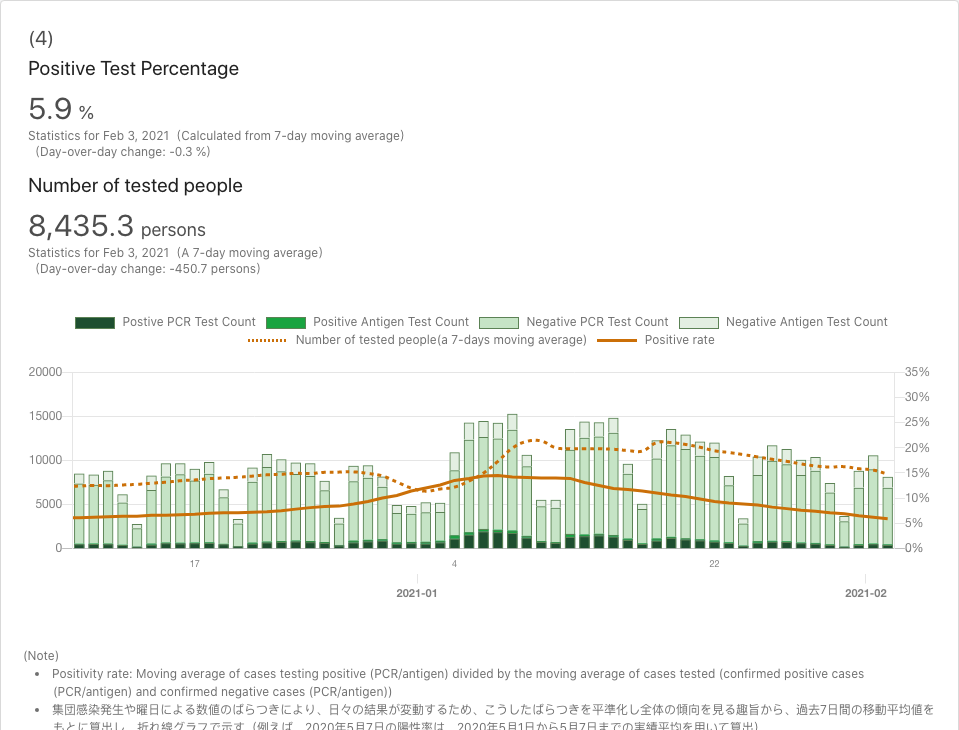 (4)
Positive Test Percentage
5.9 %
Statistics for Feb 3, 2021 (Calculated from 7-day moving average)
(Day-over-day change: -0.3 %)
Number of tested people
8,435.3 persons
Statistics for Feb 3, 2021 (A 7-day moving average)
(Day-over-day change: -450.7 persons)
Postive PCR Test Count Positive Antigen Test Count Negative PCR Test Count Negative Antigen Test Count
Number of tested people(a 7-days moving average) Positive rate
20000 35%
30%
15000 25%
20%
10000 15%
10%
5000 5%
0 0%
17 4 22
2021-01 2021-02
(Note)
• Positivity rate: Moving average of cases testing positive (PCR/antigen) divided by the moving average of cases tested (confirmed positive cases
(PCR/antigen) and confirmed negative cases (PCR/antigen))
• 集団感染発生や曜日による数値のばらつきにより、日々の結果が変動するため、こうしたばらつきを平準化し全体の傾向を見る趣旨から、過去7日間の移動平均値を
もとに算出し、折れ線グラフで示す（例えば、2020年5月7日の陽性率は、2020年5月1日から5月7日までの実績平均を用いて算出）